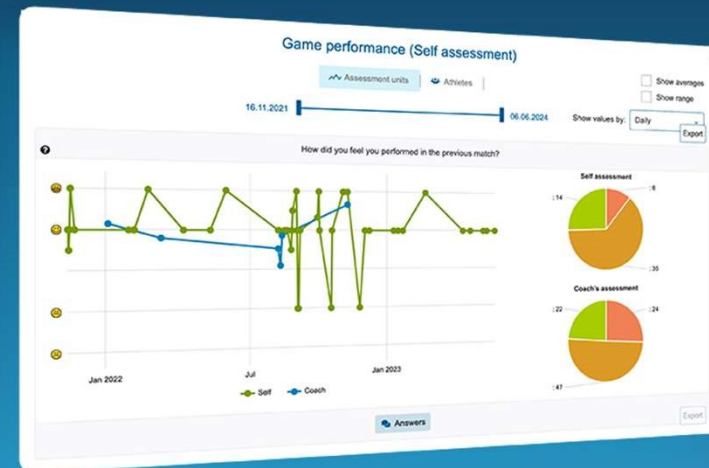 Game performance (Self assessment)
Assessment units
Athletes
Show averages
Show range
16.11.2021
06.06.2024
Show values by:
Daily
Export
How did you feel you performed in the previous match?
Self assessment
:14
:6
:35
Coach's assessment
:22
:24
:47
Jan 2022
Jul
Jan 2023
Self
Coach
Answers
Export